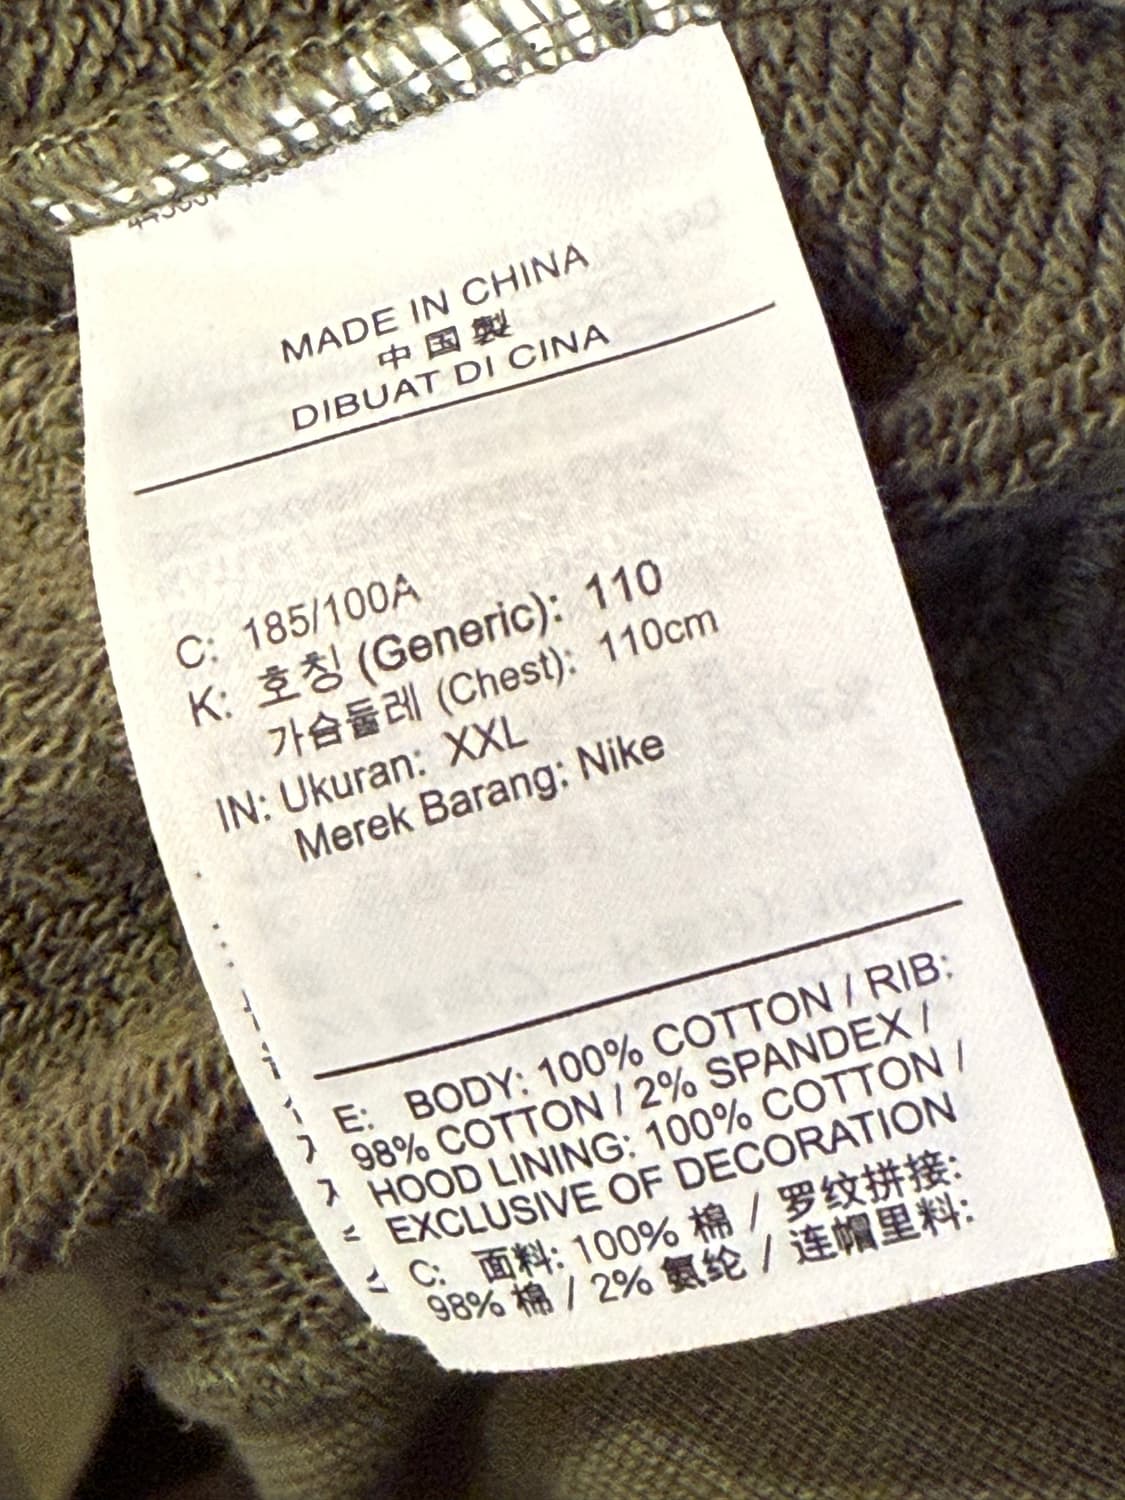 MADE IN CHINA
中国製
DIBUAT DI CINA
C: 185/100A
K: 호칭 (Generic): 110
가슴둘레 (Chest): 110cm
IN: Ukuran: XXL
Merek Barang: Nike
E: BODY: 100% COTTON / RIB:
98% COTTON / 2% SPANDEX /
HOOD LINING: 100% COTTON /
EXCLUSIVE OF DECORATION
C: 面料: 100% 棉 / 罗纹拼接:
98% 棉 / 2% 氨纶 / 连帽里料: